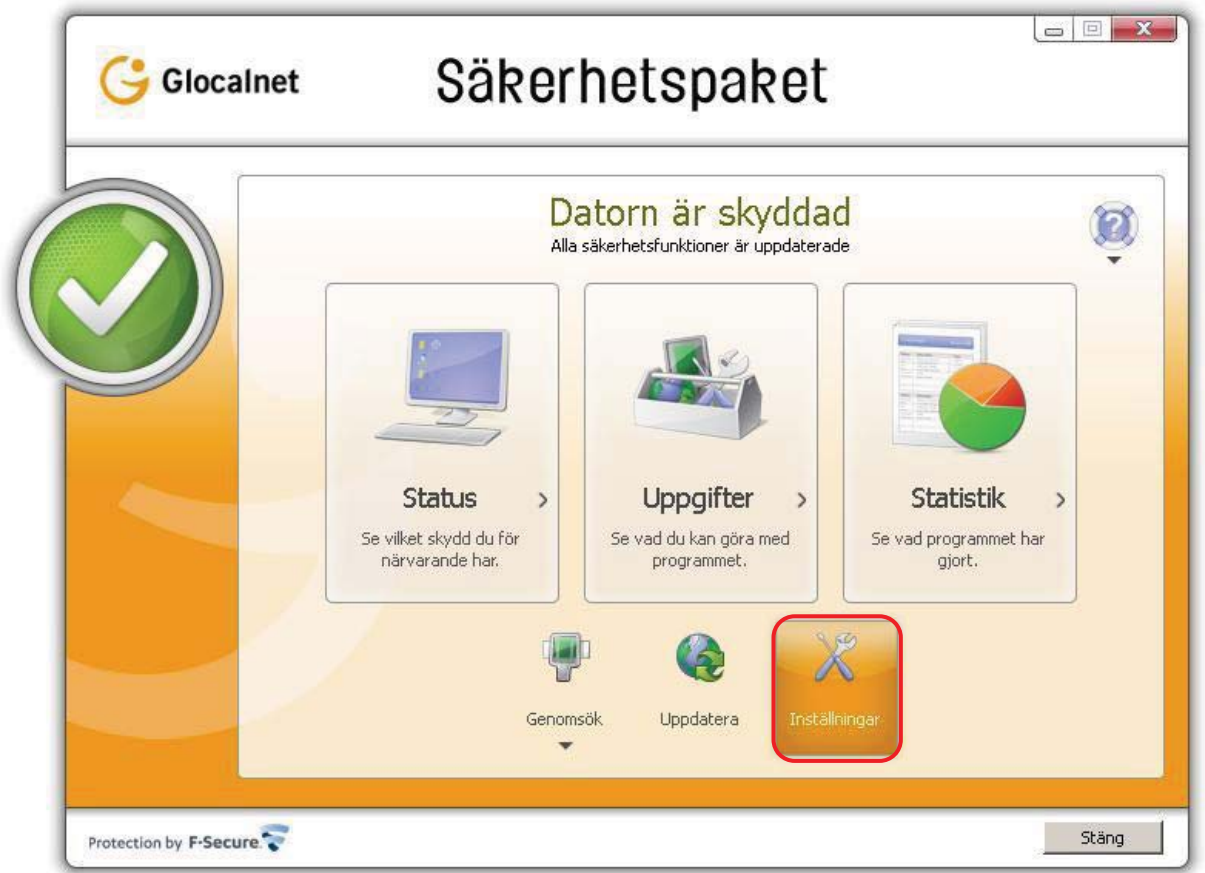 Glocalnet
Säkerhetspaket
Datorn är skyddad
Alla säkerhetsfunktioner är uppdaterade
Status
Se vilket skydd du för
närvarande har.
Uppgifter
Se vad du kan göra med
programmet.
Statistik
Se vad programmet har
gjort.
Genomsök
Uppdatera
Inställningar
Protection by F-Secure.
Stäng